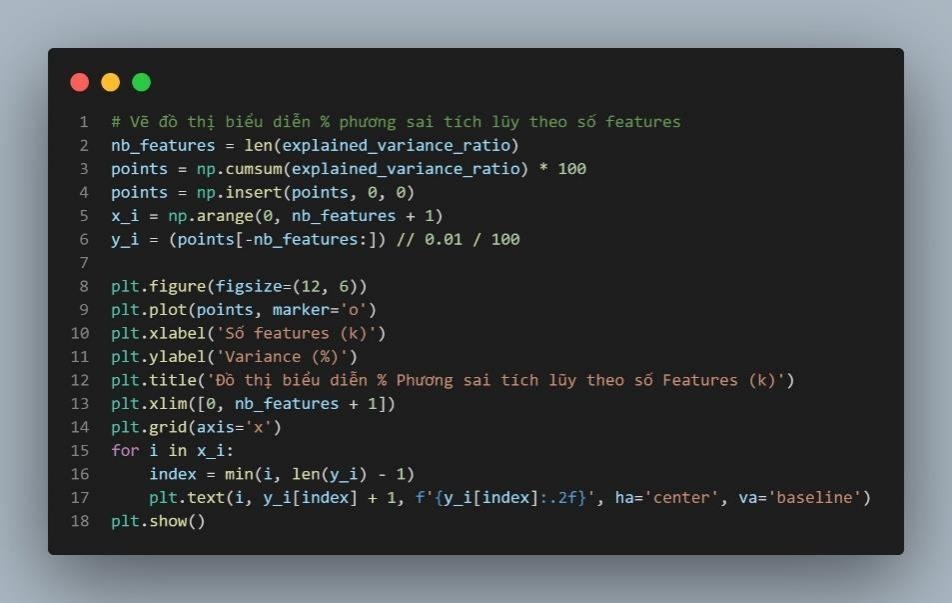 1 # Vẽ đồ thị biểu diễn % phương sai tích lũy theo số features
2 nb_features = len(explained_variance_ratio)
3 points = np.cumsum(explained_variance_ratio) * 100
4 points = np.insert(points, 0, 0)
5 x_i = np.arange(0, nb_features + 1)
6 y_i = (points[-nb_features:]) // 0.01 / 100
7
8 plt.figure(figsize=(12, 6))
9 plt.plot(points, marker='o')
10 plt.xlabel('Số features (k)')
11 plt.ylabel('Variance (%)')
12 plt.title('Đồ thị biểu diễn % Phương sai tích lũy theo số Features (k)')
13 plt.xlim([0, nb_features + 1])
14 plt.grid(axis='x')
15 for i in x_i:
16     index = min(i, len(y_i) - 1)
17     plt.text(i, y_i[index] + 1, f'{y_i[index]:.2f}', ha='center', va='baseline')
18 plt.show()